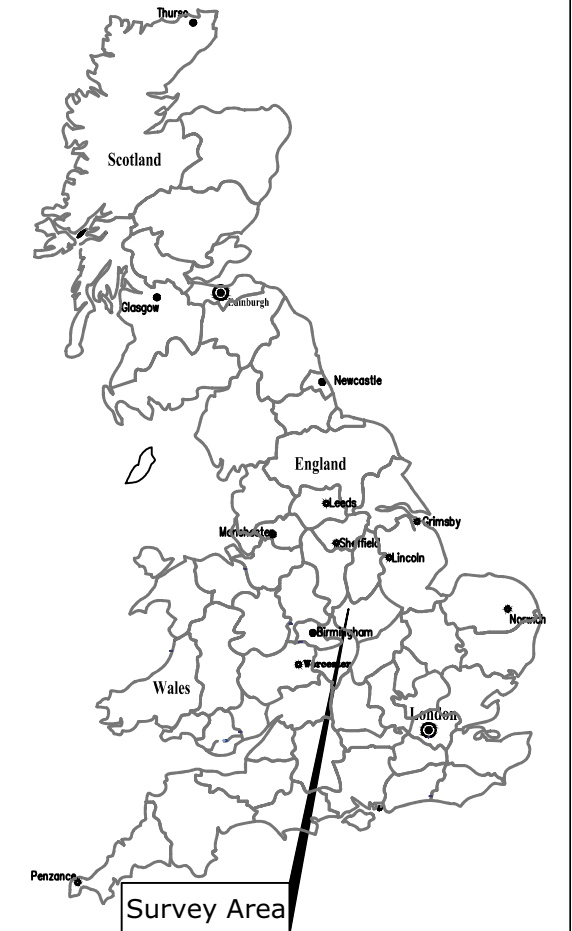 Thurso
Scotland
Edinburgh
Glasgow
Newcastle
England
Leeds
Grimsby
Manchester
Sheffield
Lincoln
Norwich
Birmingham
Worcester
Wales
London
Penzance
Survey Area